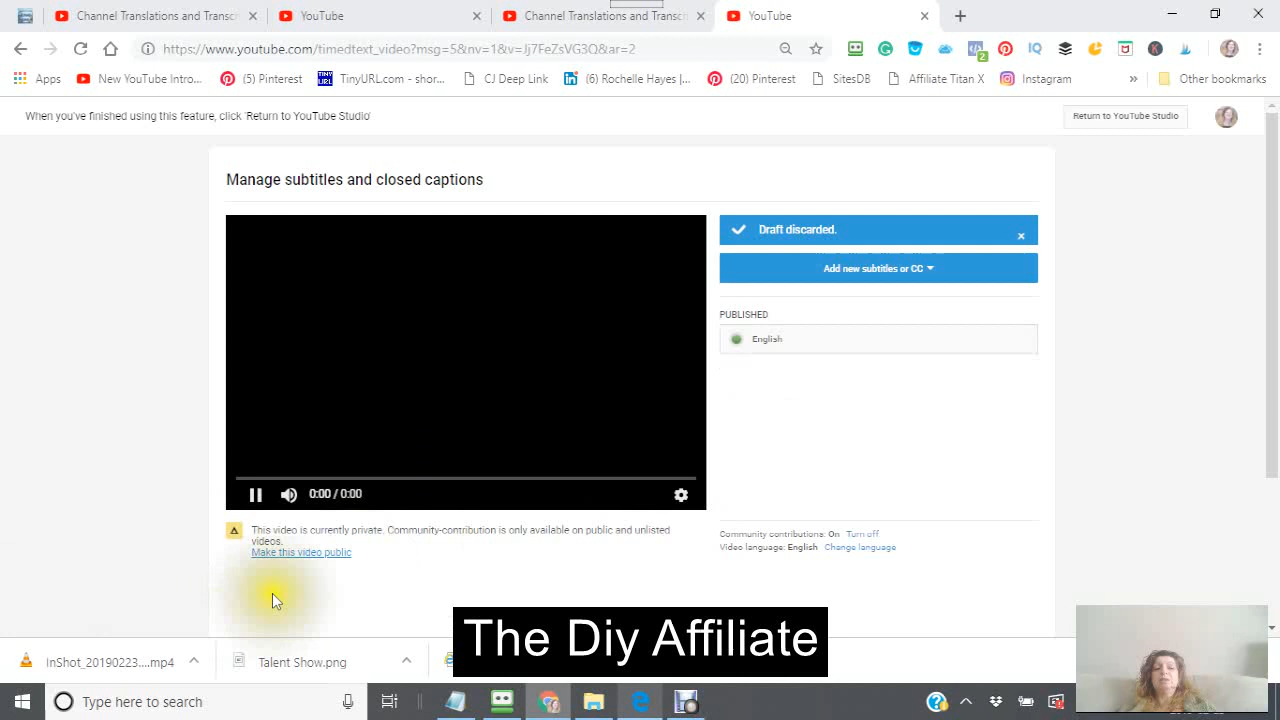 Channel Translations and Transcr
YouTube
Channel Translations and Transcr
YouTube
https://www.youtube.com/timedtext_video?msg=5&nv=1&v=Jj7FeZsVG3Q&ar=2
2
IQ
K
Apps
New YouTube Intro...
(5) Pinterest
TINY URL
TinyURL.com - shor...
CJ Deep Link
(6) Rochelle Hayes |...
(20) Pinterest
SitesDB
Affiliate Titan X
Instagram
»
Other bookmarks
When you've finished using this feature, click 'Return to YouTube Studio'
Return to YouTube Studio
Manage subtitles and closed captions
Draft discarded.
Add new subtitles or CC
PUBLISHED
English
0:00 / 0:00
This video is currently private. Community-contribution is only available on public and unlisted
videos.
Make this video public
Community contributions: On Turn off
Video language: English Change language
The Diy Affiliate
InShot_20190223....mp4
Talent Show.png
Type here to search